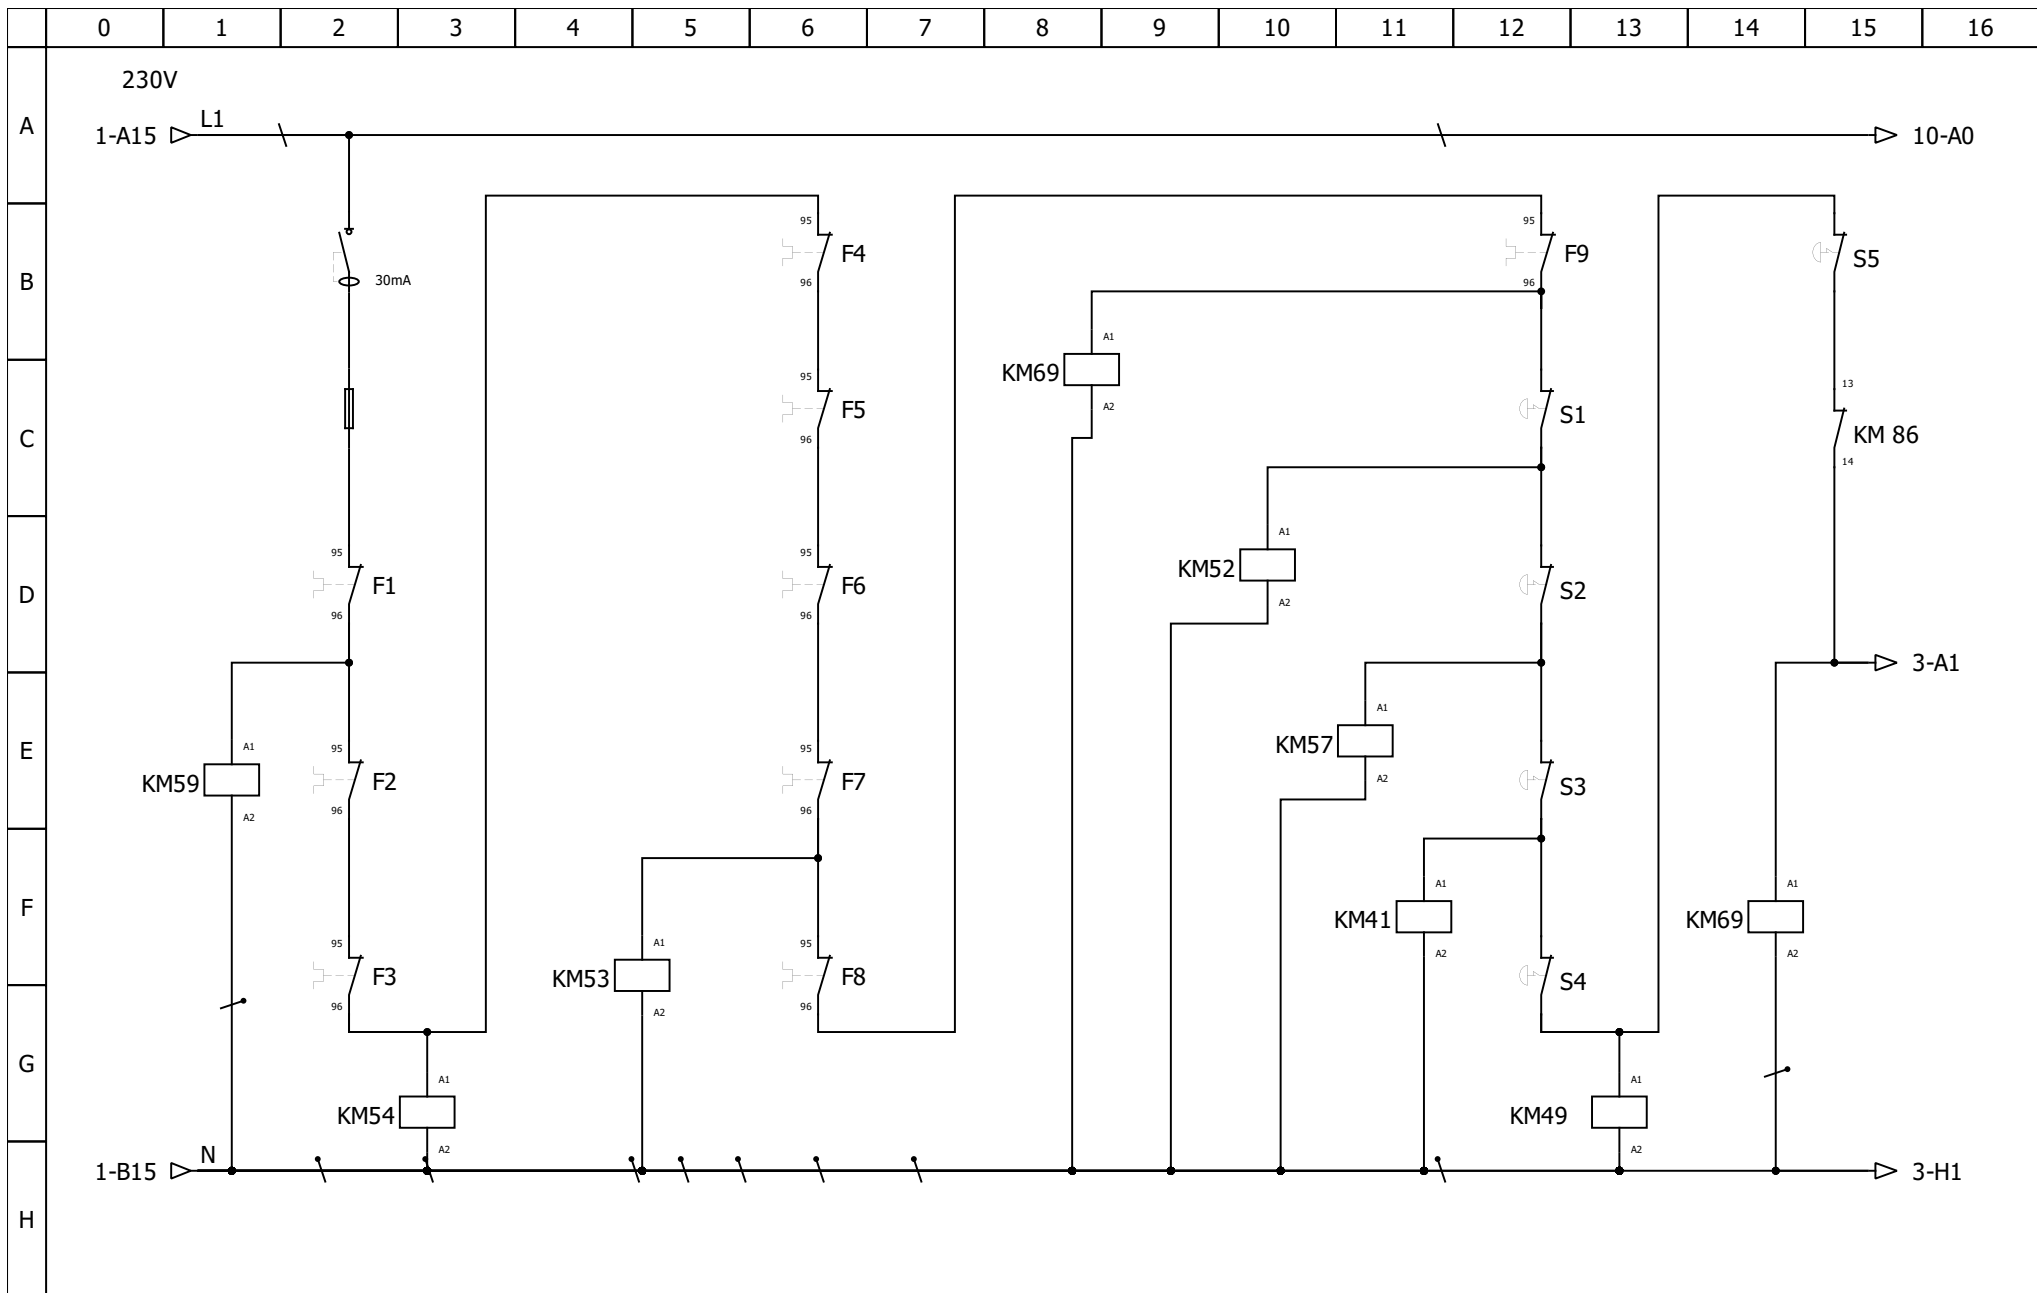 0 1 2 3 4 5 6 7 8 9 10 11 12 13 14 15 16
230V
A
L1
1-A15
10-A0
B
95
F4
96
95
F9
96
S5
30mA
A1
KM69
A2
C
95
F5
96
S1
13
KM 86
14
D
95
F1
96
95
F6
96
A1
KM52
A2
S2
3-A1
E
A1
KM59
A2
95
F2
96
95
F7
96
A1
KM57
A2
S3
F
95
F3
96
A1
KM53
A2
95
F8
96
A1
KM41
A2
S4
A1
KM69
A2
G
A1
KM54
A2
A1
KM49
A2
N
1-B15
3-H1
H